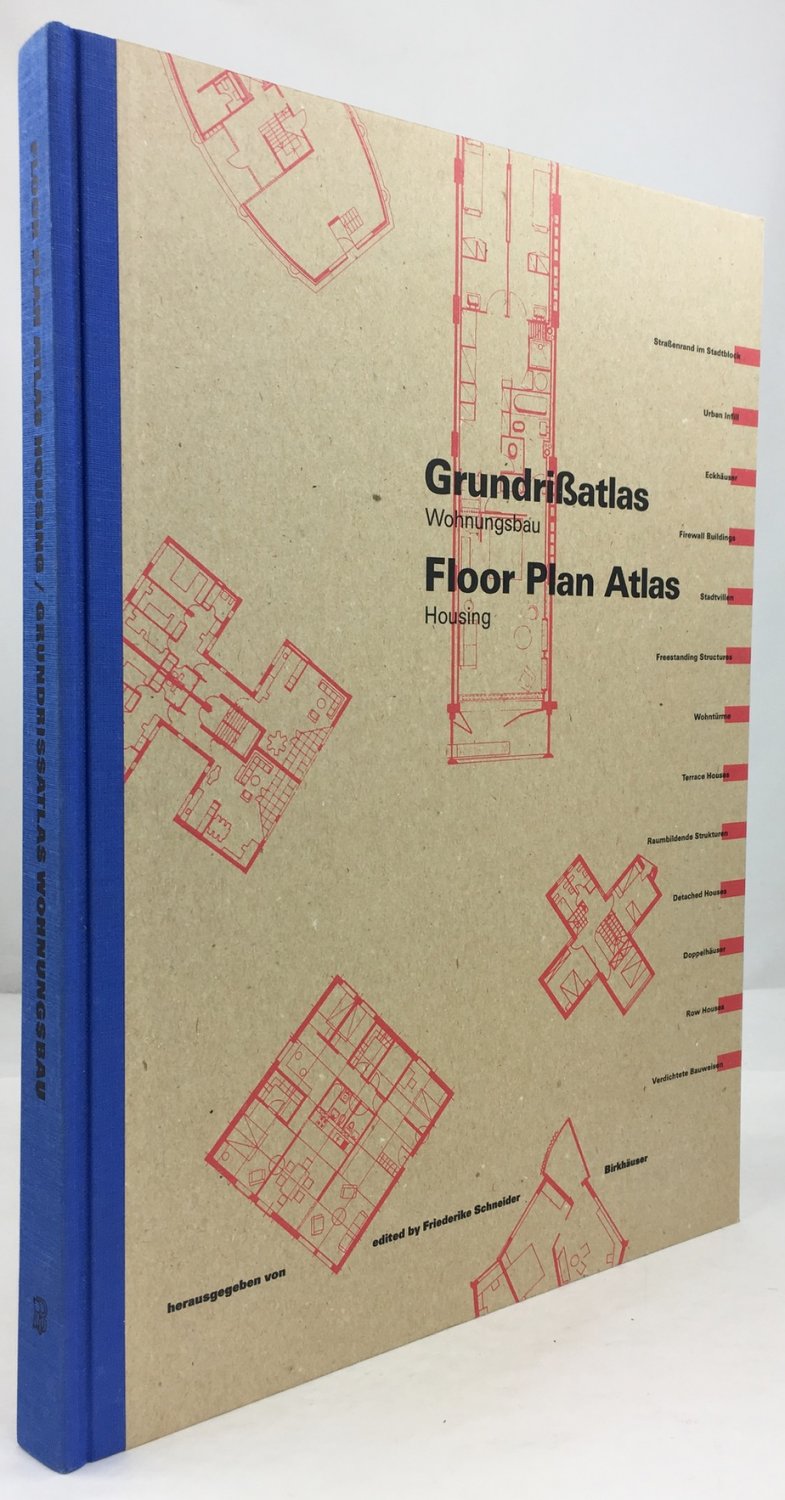 FLOOR PLAN ATLAS HOUSING / GRUNDRISSATLAS WOHNUNGSBAU
Grundrißatlas
Wohnungsbau
Floor Plan Atlas
Housing
Straßenrand im Stadtblock
Urban Infill
Eckhäuser
Firewall Buildings
Stadtvillen
Freestanding Structures
Wohntürme
Terrace Houses
Raumbildende Strukturen
Detached Houses
Doppelhäuser
Row Houses
Verdichtete Bauweisen
herausgegeben von
edited by Friederike Schneider
Birkhäuser